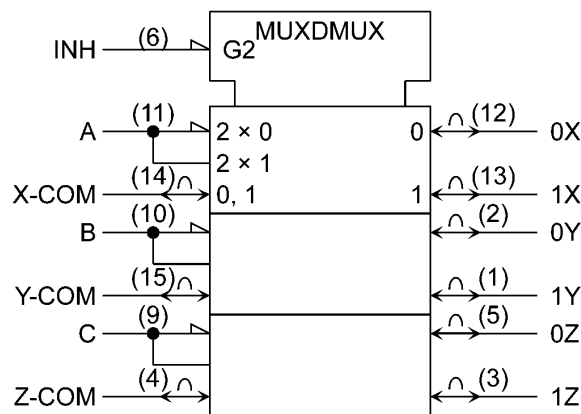 MUXDMUX
INH (6) G2
A (11) 2 × 0 0 (12) 0X
2 × 1
X-COM (14) 0, 1 1 (13) 1X
B (10) (2) 0Y
Y-COM (15) (1) 1Y
C (9) (5) 0Z
Z-COM (4) (3) 1Z